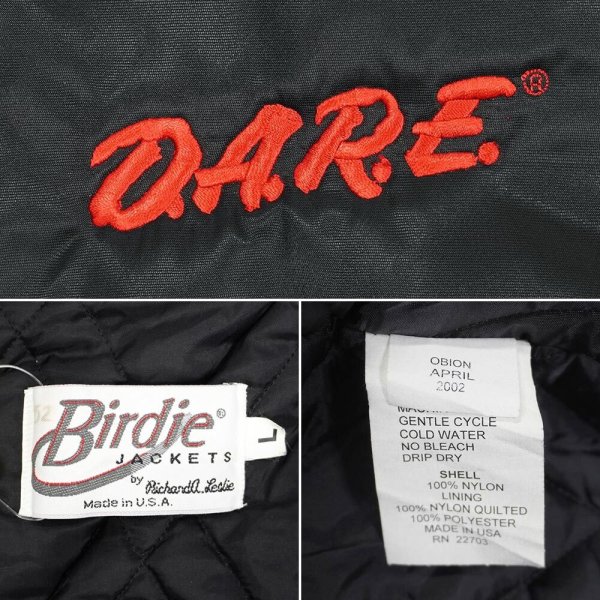 D.A.R.E.®
52
Birdie®
JACKETS
by Richard A. Leslie
Made in U.S.A.
L
OBION
APRIL
2002
GENTLE CYCLE
COLD WATER
NO BLEACH
DRIP DRY
SHELL
100% NYLON
LINING
100% NYLON QUILTED
100% POLYESTER
MADE IN USA
RN 22703